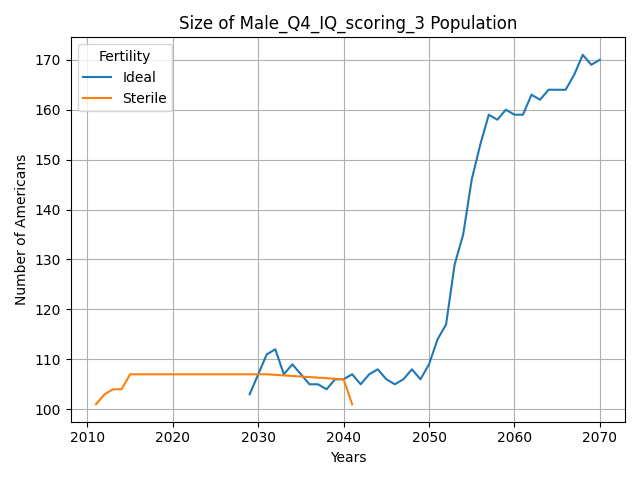 Size of Male_Q4_IQ_scoring_3 Population
Fertility
Ideal
Sterile
Number of Americans
170
160
150
140
130
120
110
100
2010 2020 2030 2040 2050 2060 2070
Years